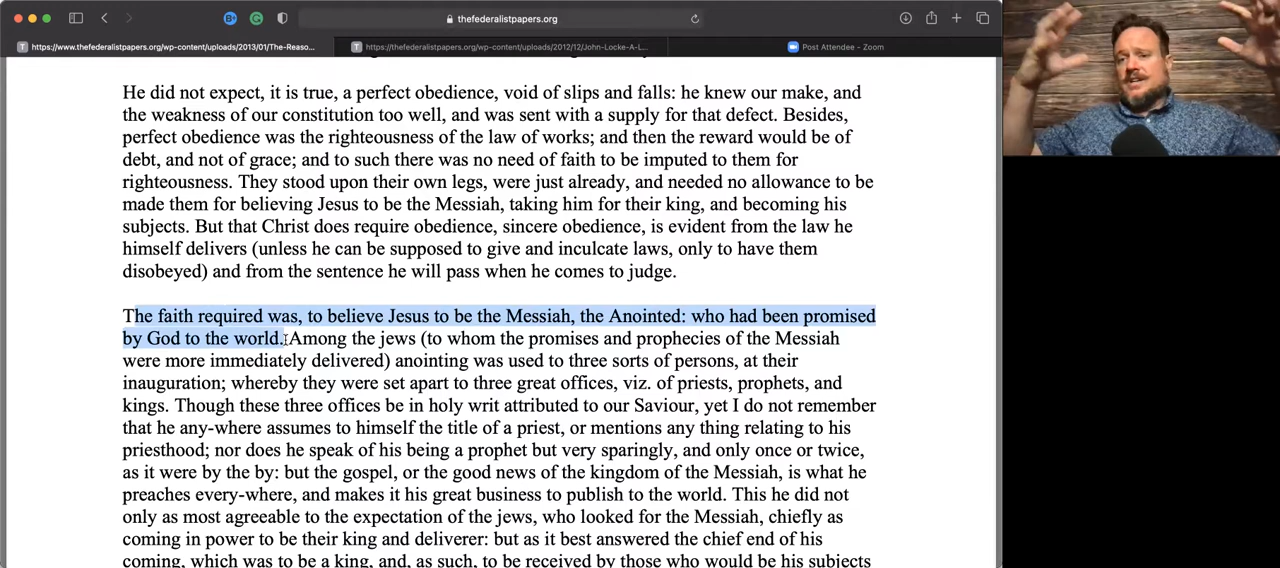 thefederalistpapers.org
https://www.thefederalistpapers.org/wp-content/uploads/2013/01/The-Reaso...
https://thefederalistpapers.org/wp-content/uploads/2012/12/John-Locke-A-L...
Post Attendee - Zoom
He did not expect, it is true, a perfect obedience, void of slips and falls: he knew our make, and
the weakness of our constitution too well, and was sent with a supply for that defect. Besides,
perfect obedience was the righteousness of the law of works; and then the reward would be of
debt, and not of grace; and to such there was no need of faith to be imputed to them for
righteousness. They stood upon their own legs, were just already, and needed no allowance to be
made them for believing Jesus to be the Messiah, taking him for their king, and becoming his
subjects. But that Christ does require obedience, sincere obedience, is evident from the law he
himself delivers (unless he can be supposed to give and inculcate laws, only to have them
disobeyed) and from the sentence he will pass when he comes to judge.
The faith required was, to believe Jesus to be the Messiah, the Anointed: who had been promised
by God to the world. Among the jews (to whom the promises and prophecies of the Messiah
were more immediately delivered) anointing was used to three sorts of persons, at their
inauguration; whereby they were set apart to three great offices, viz. of priests, prophets, and
kings. Though these three offices be in holy writ attributed to our Saviour, yet I do not remember
that he any-where assumes to himself the title of a priest, or mentions any thing relating to his
priesthood; nor does he speak of his being a prophet but very sparingly, and only once or twice,
as it were by the by: but the gospel, or the good news of the kingdom of the Messiah, is what he
preaches every-where, and makes it his great business to publish to the world. This he did not
only as most agreeable to the expectation of the jews, who looked for the Messiah, chiefly as
coming in power to be their king and deliverer: but as it best answered the chief end of his
coming, which was to be a king, and, as such, to be received by those who would be his subjects